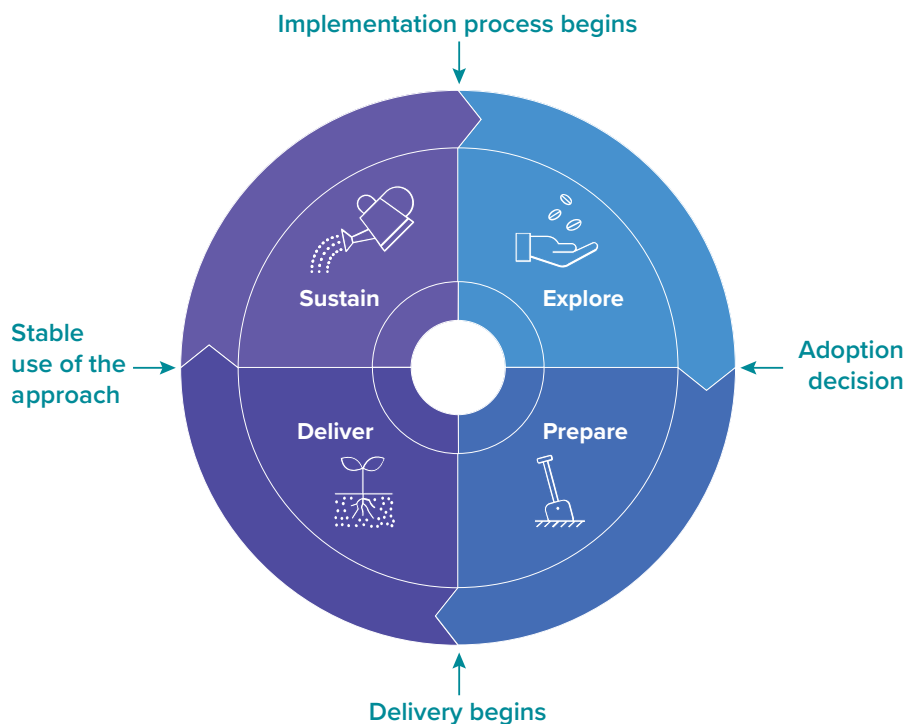 Implementation process begins
Sustain
Explore
Stable
use of the
approach
Adoption
decision
Deliver
Prepare
Delivery begins